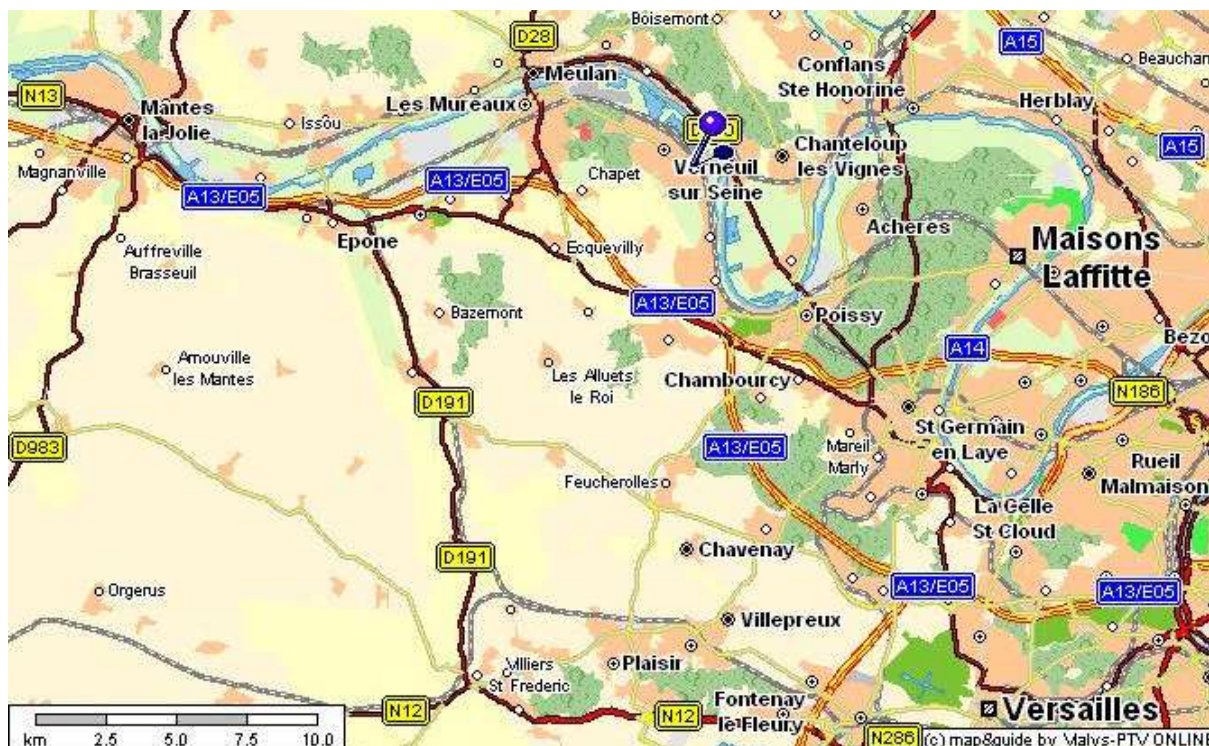 Boisemont
A15
D28
Conflans
Ste Honorine
Beauchan
Meulan
N13
Mantes
la Jolie
Les Mureaux
Herblay
Issou
A15
Chanteloup
les Vignes
Magnanville
A13/E05
A13/E05
Chapet
Verneuil
sur Seine
Acheres
Maisons
Laffitte
Auffreville
Brasseuil
Epone
Ecquevilly
A13/E05
Bazemont
Poissy
Bezo
A14
Arnouville
les Mantes
Les Alluets
le Roi
Chambourcy
N186
D191
D983
A13/E05
Mareil
Marly
St Germain
en Laye
Rueil
Malmaison
Feucherolles
La Celle
St Cloud
Chavenay
D191
Orgerus
A13/E05
A13/E05
Villepreux
Villiers
St Frederic
Plaisir
Fontenay
le Fleury
Versailles
N12
N12
N286
km 2.5 5.0 7.5 10.0
(c) map&guide by Malys-PTV ONLINE